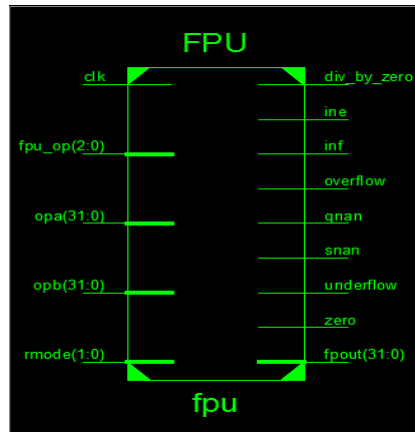 FPU
clk
div_by_zero
ine
fpu_op(2:0)
inf
overflow
opa(31:0)
qnan
snan
opb(31:0)
underflow
zero
rmode(1:0)
fpout(31:0)
fpu